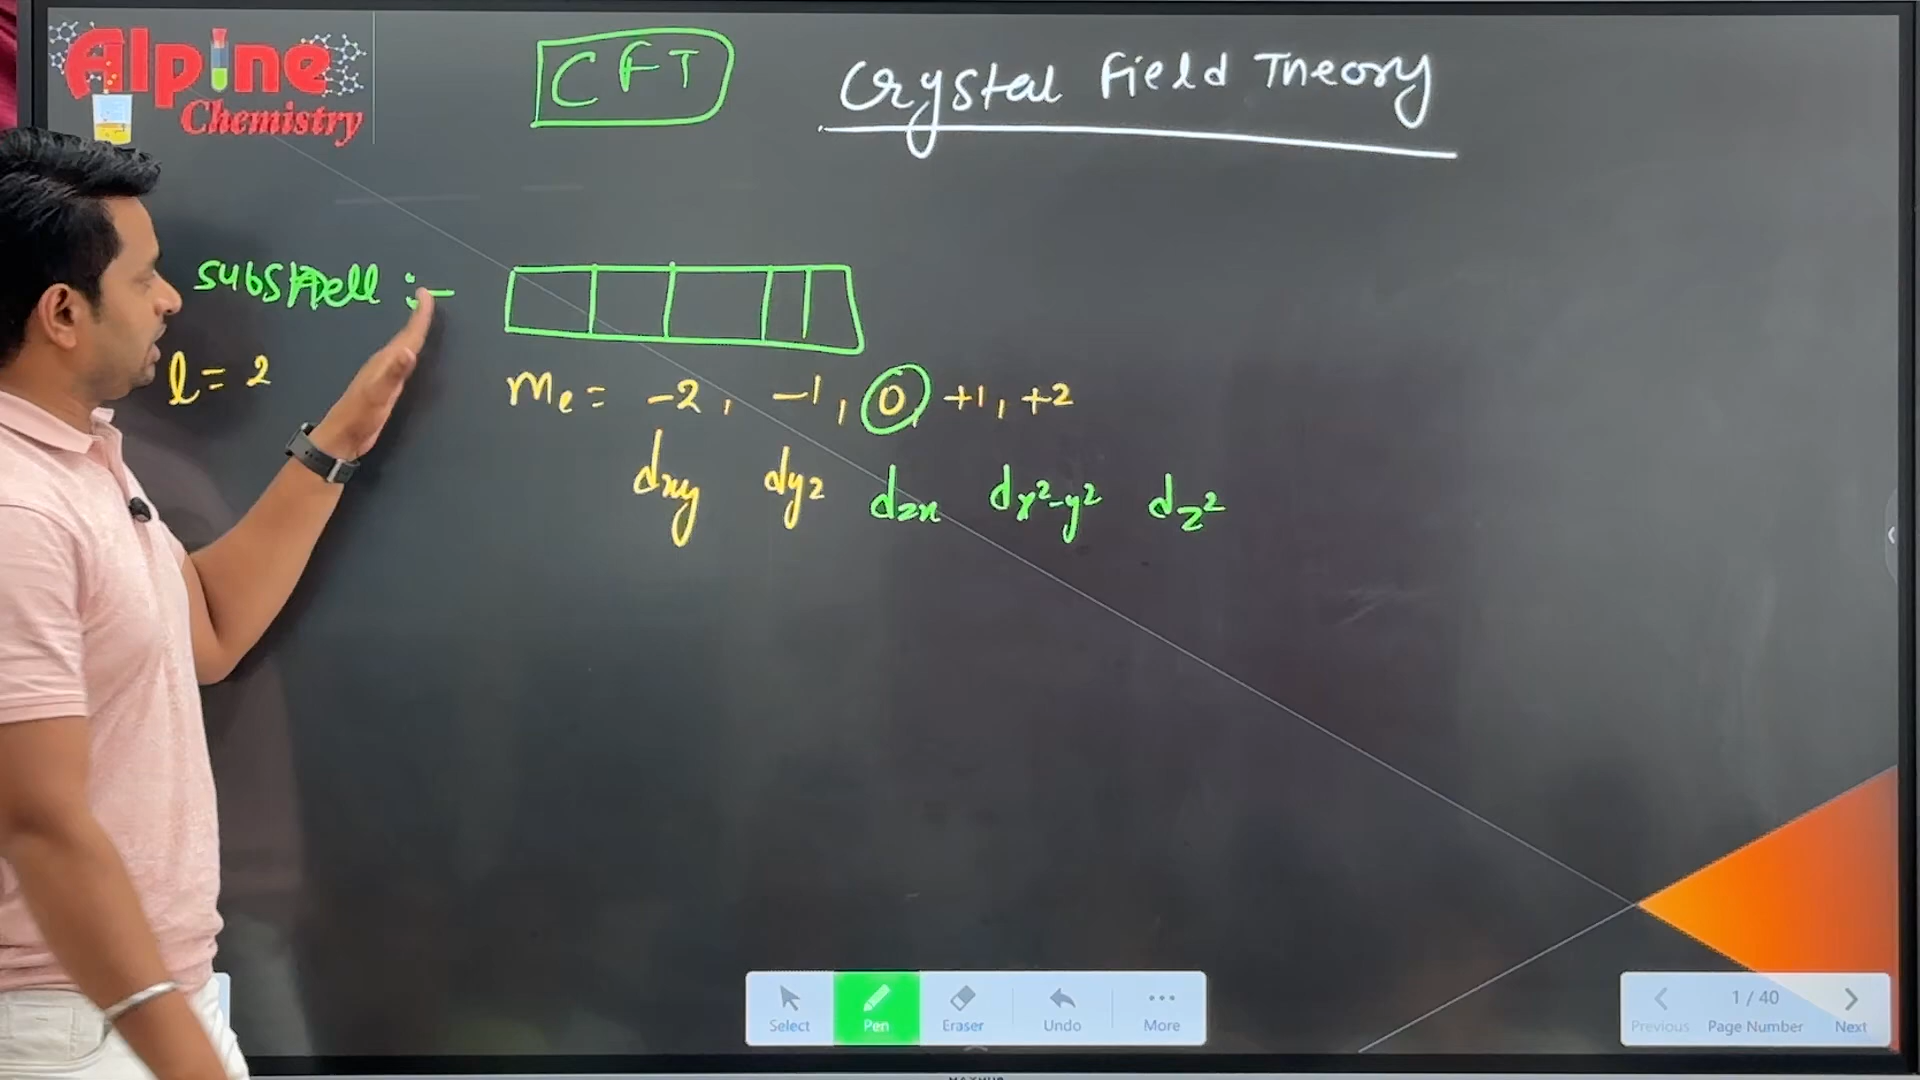 Alpine
Chemistry
CFT
Crystal Field Theory
subshell :-
l = 2
me = -2, -1, 0, +1, +2
dxy dyz dzx dx²-y² dz²
Select
Pen
Eraser
Undo
More
1 / 40
Previous
Page Number
Next